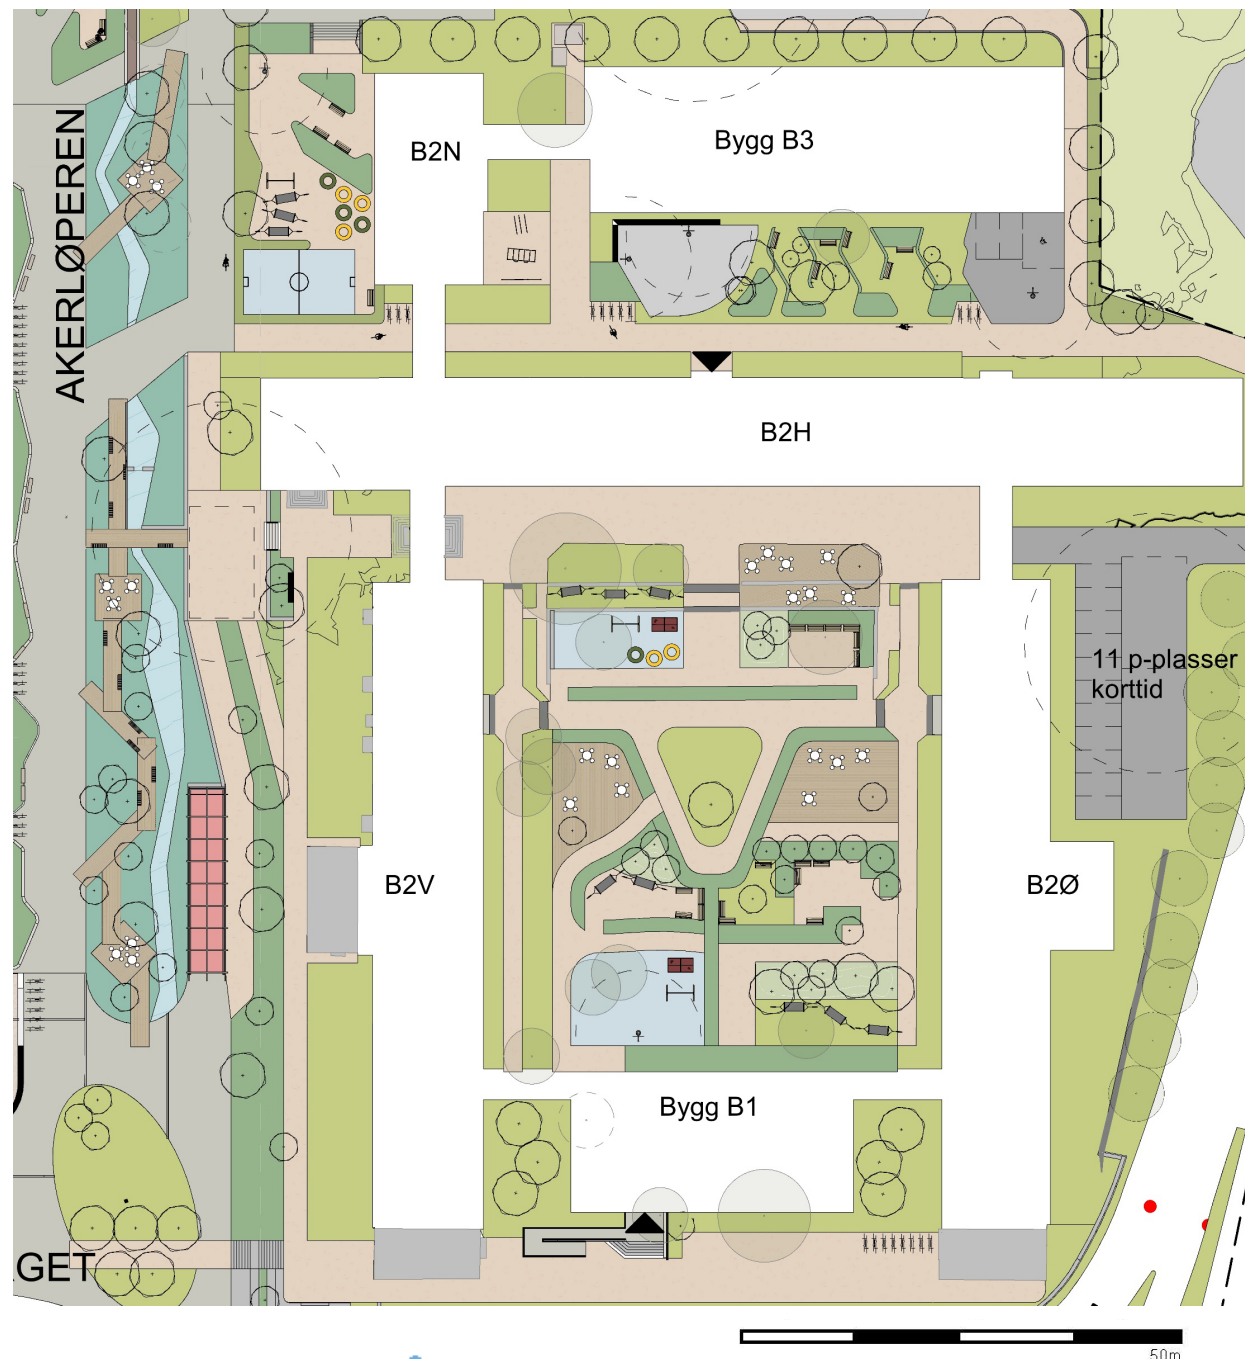 AKERLØPEREN
B2N
Bygg B3
B2H
11 p-plasser
korttid
B2V
B2Ø
Bygg B1
GET
50m